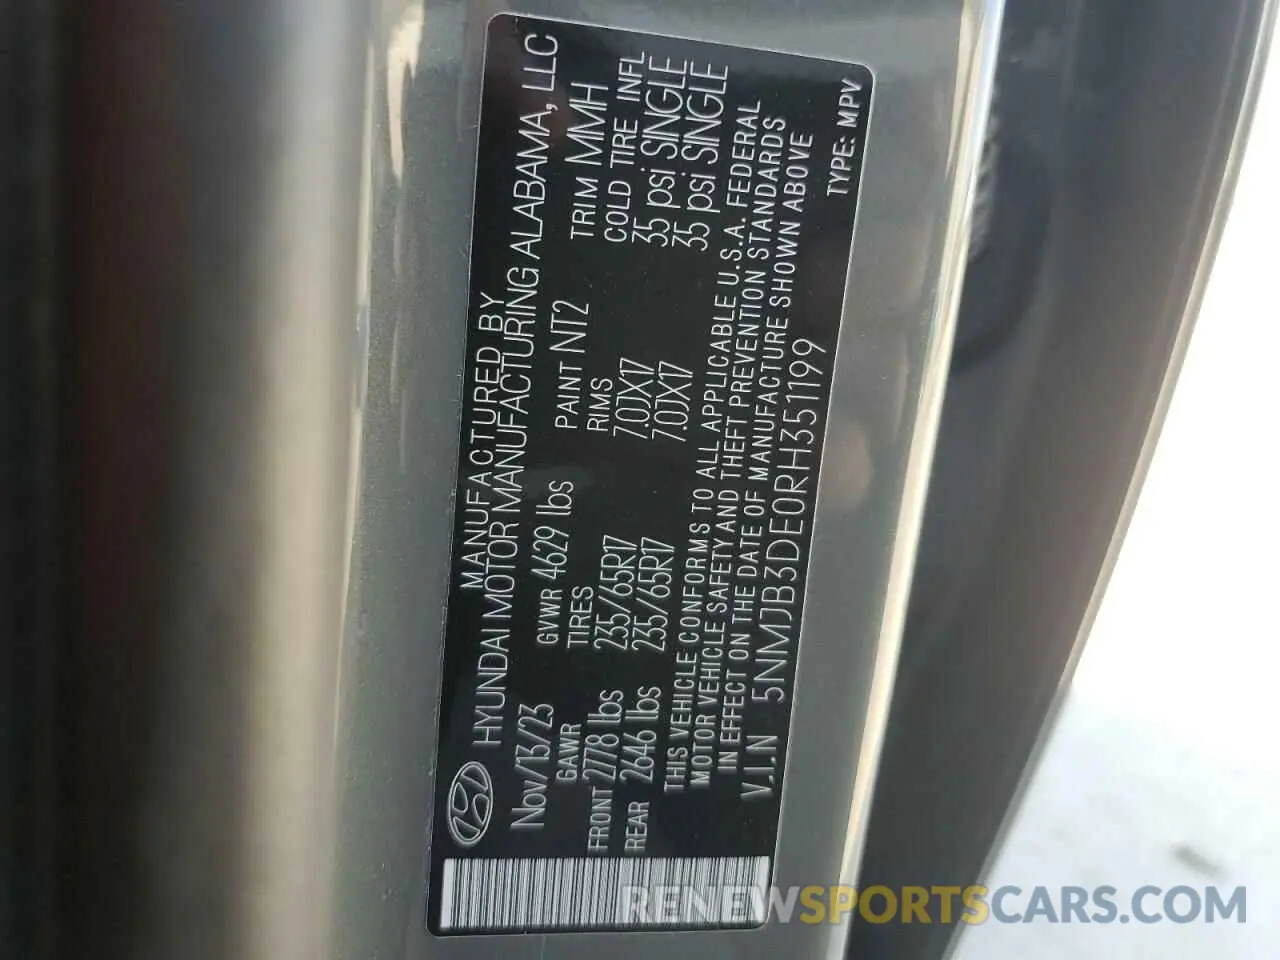 MANUFACTURED BY
HYUNDAI MOTOR MANUFACTURING ALABAMA, LLC
Nov/13/23 GVWR 4629 lbs PAINT NT2 TRIM MMH
GAWR TIRES RIMS COLD TIRE INFL
FRONT 2778 lbs 235/65R17 7.0JX17 35 psi SINGLE
REAR 2646 lbs 235/65R17 7.0JX17 35 psi SINGLE
THIS VEHICLE CONFORMS TO ALL APPLICABLE U.S.A. FEDERAL
MOTOR VEHICLE SAFETY AND THEFT PREVENTION STANDARDS
IN EFFECT ON THE DATE OF MANUFACTURE SHOWN ABOVE
V.I.N 5NMJB3DE0RH351199 TYPE: MPV
RENEWSPORTSCARS.COM